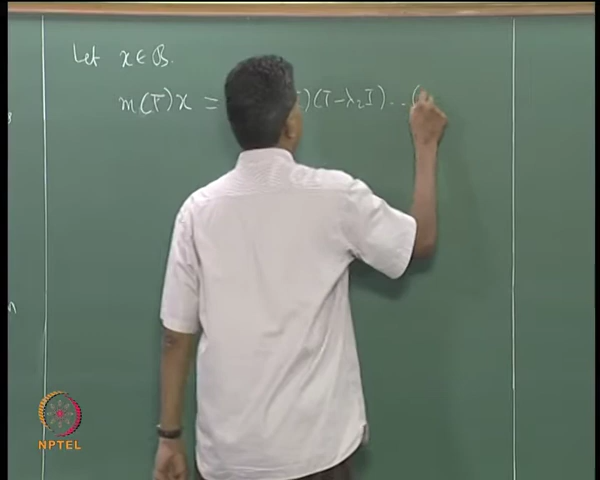 Let x ∈ ℬ.
m(T)x = )(T-λ₂I)..(
n
NPTEL